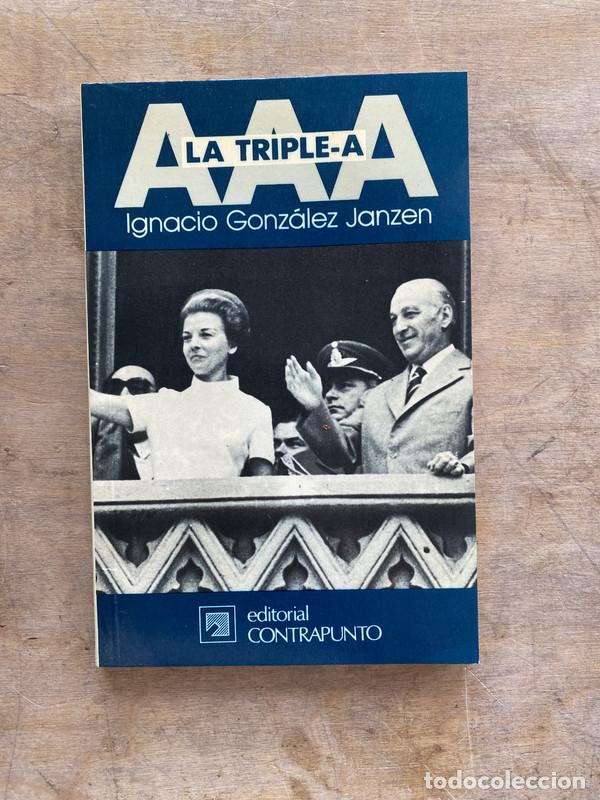 AAA
LA TRIPLE-A
Ignacio González Janzen
editorial
CONTRAPUNTO
todocoleccion